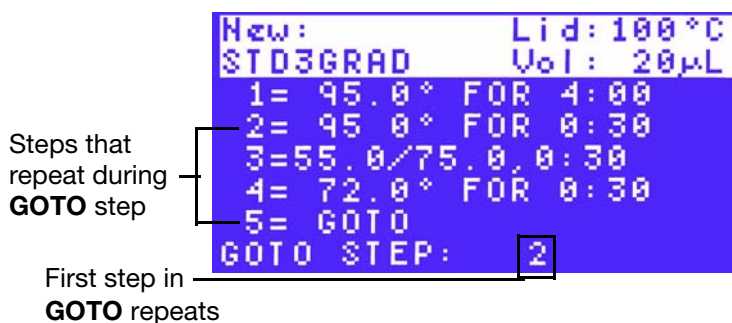 New: Lid:100°C
STD3GRAD Vol: 20µL
1= 95.0° FOR 4:00
2= 95 0° FOR 0:30
3=55.0/75.0,0:30
4= 72.0° FOR 0:30
5= GOTO
GOTO STEP: 2
Steps that
repeat during
GOTO step
First step in
GOTO repeats